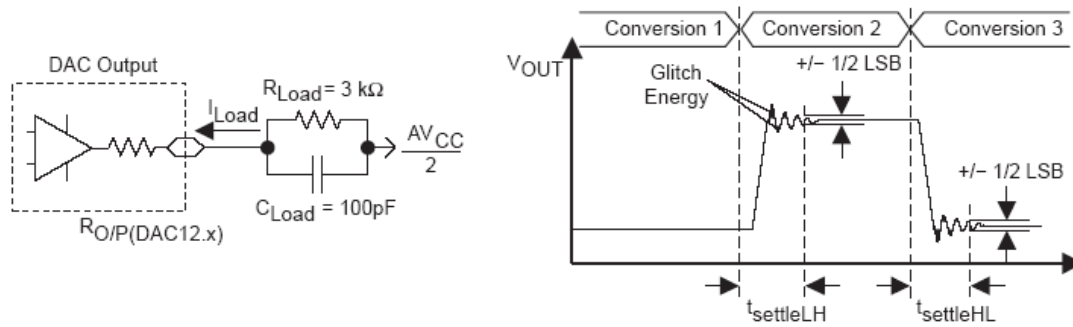 DAC Output
I_Load
R_Load = 3 kΩ
AV_CC
2
C_Load = 100pF
R_O/P(DAC12.x)
Conversion 1
Conversion 2
Conversion 3
V_OUT
Glitch
Energy
+/− 1/2 LSB
+/− 1/2 LSB
t_settleLH
t_settleHL